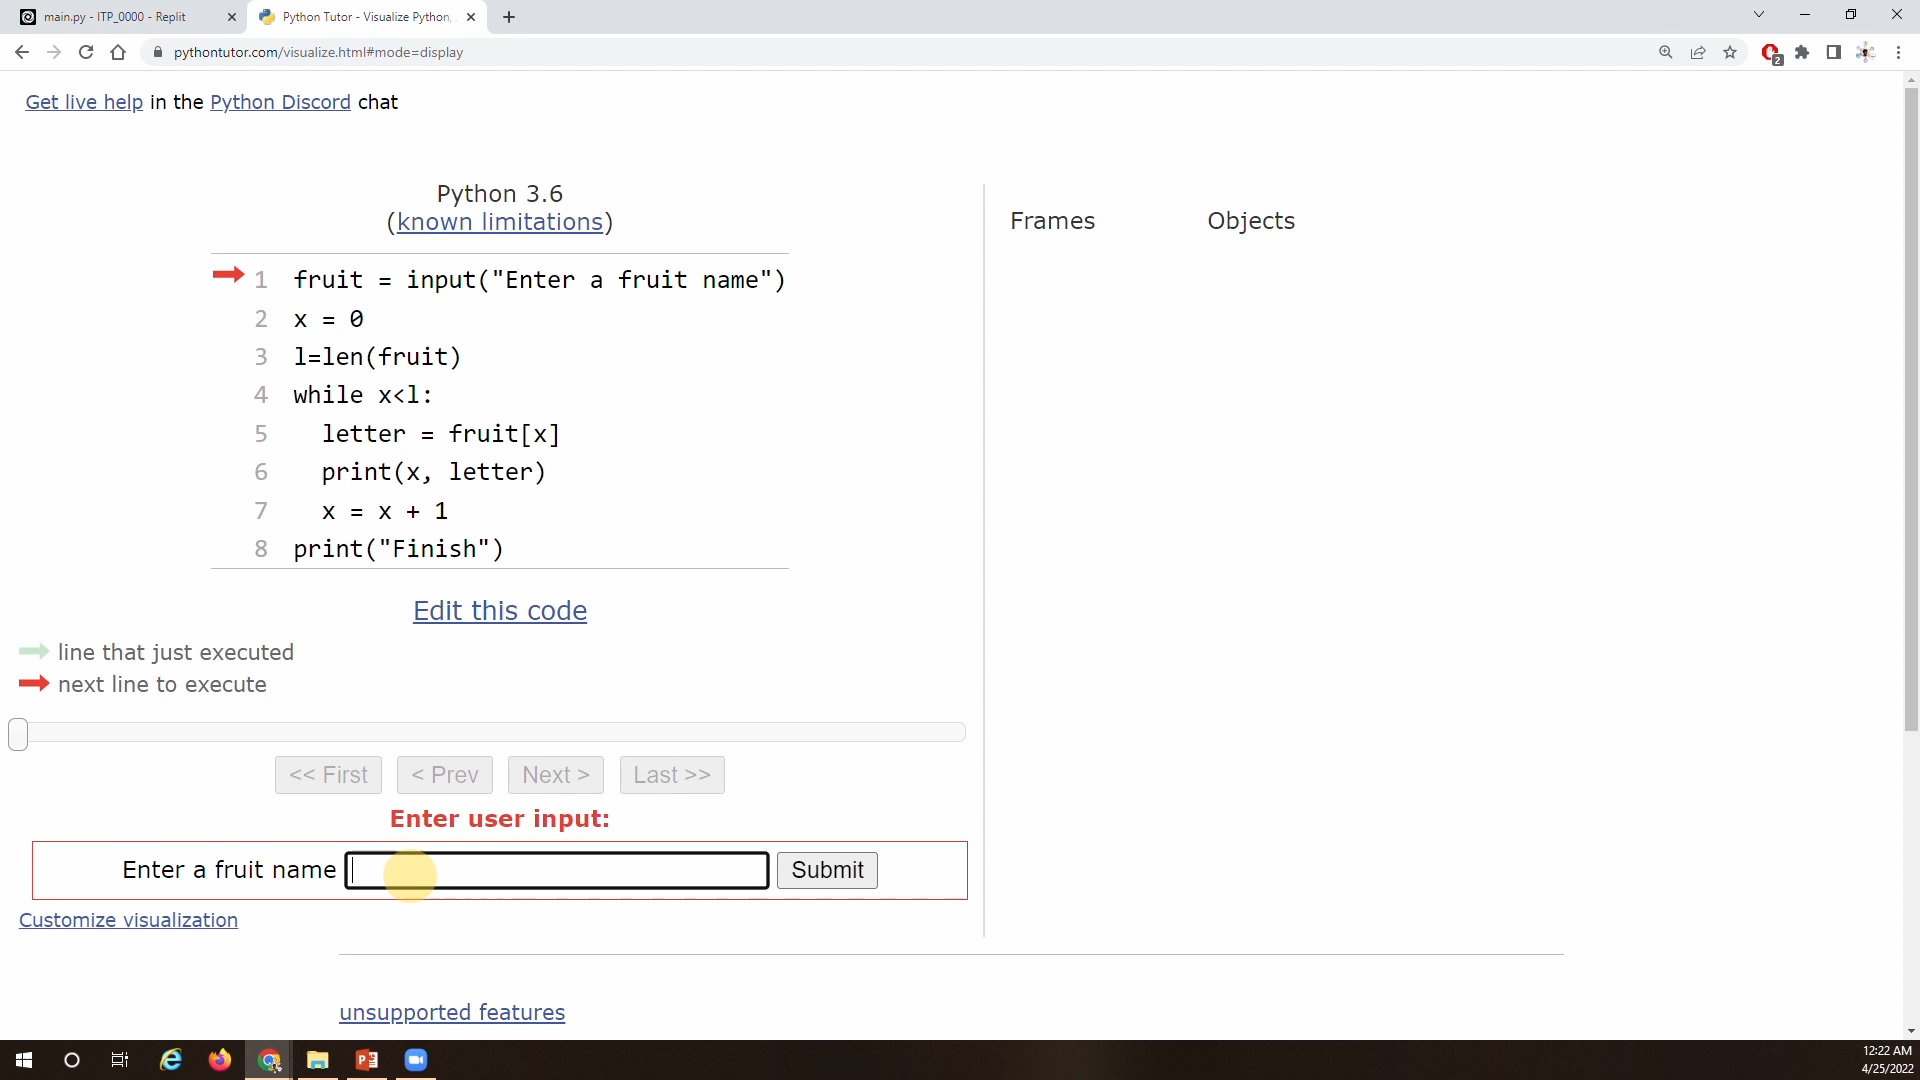 main.py - ITP_0000 - Replit
Python Tutor - Visualize Python,
pythontutor.com/visualize.html#mode=display
2
Get live help in the Python Discord chat
Python 3.6
(known limitations)
Frames
Objects
1 fruit = input("Enter a fruit name")
2 x = 0
3 l=len(fruit)
4 while x<l:
5 letter = fruit[x]
6 print(x, letter)
7 x = x + 1
8 print("Finish")
Edit this code
line that just executed
next line to execute
<< First
< Prev
Next >
Last >>
Enter user input:
Enter a fruit name
Submit
Customize visualization
unsupported features
12:22 AM
4/25/2022